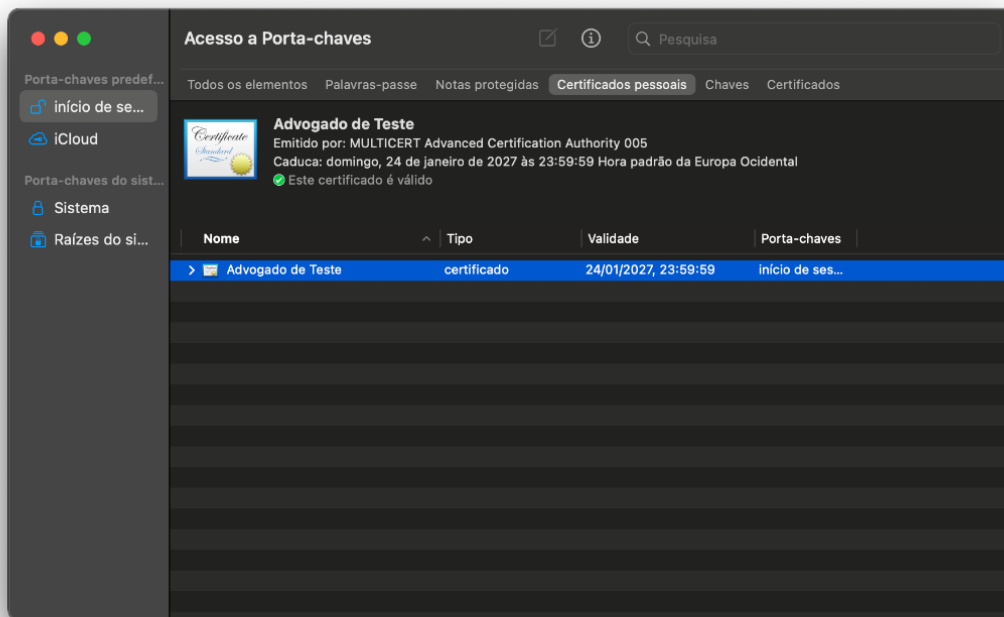 Acesso a Porta-chaves
Pesquisa
Porta-chaves predef...
início de se...
iCloud
Porta-chaves do sist...
Sistema
Raízes do si...
Todos os elementos Palavras-passe Notas protegidas Certificados pessoais Chaves Certificados
Certificate
Standard
Advogado de Teste
Emitido por: MULTICERT Advanced Certification Authority 005
Caduca: domingo, 24 de janeiro de 2027 às 23:59:59 Hora padrão da Europa Ocidental
Este certificado é válido
Nome Tipo Validade Porta-chaves
Advogado de Teste certificado 24/01/2027, 23:59:59 início de ses...